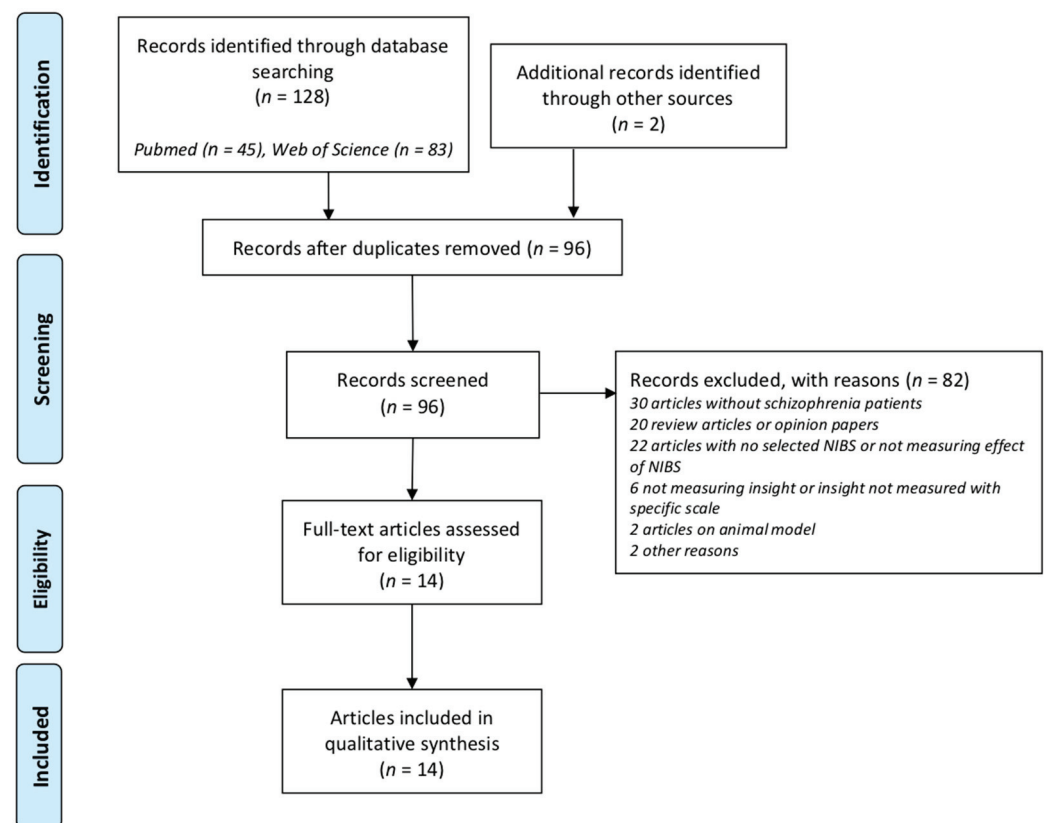 Identification
Records identified through database
searching
(n = 128)
Pubmed (n = 45), Web of Science (n = 83)
Additional records identified
through other sources
(n = 2)
Records after duplicates removed (n = 96)
Screening
Records screened
(n = 96)
Records excluded, with reasons (n = 82)
30 articles without schizophrenia patients
20 review articles or opinion papers
22 articles with no selected NIBS or not measuring effect
of NIBS
6 not measuring insight or insight not measured with
specific scale
2 articles on animal model
2 other reasons
Eligibility
Full-text articles assessed
for eligibility
(n = 14)
Included
Articles included in
qualitative synthesis
(n = 14)